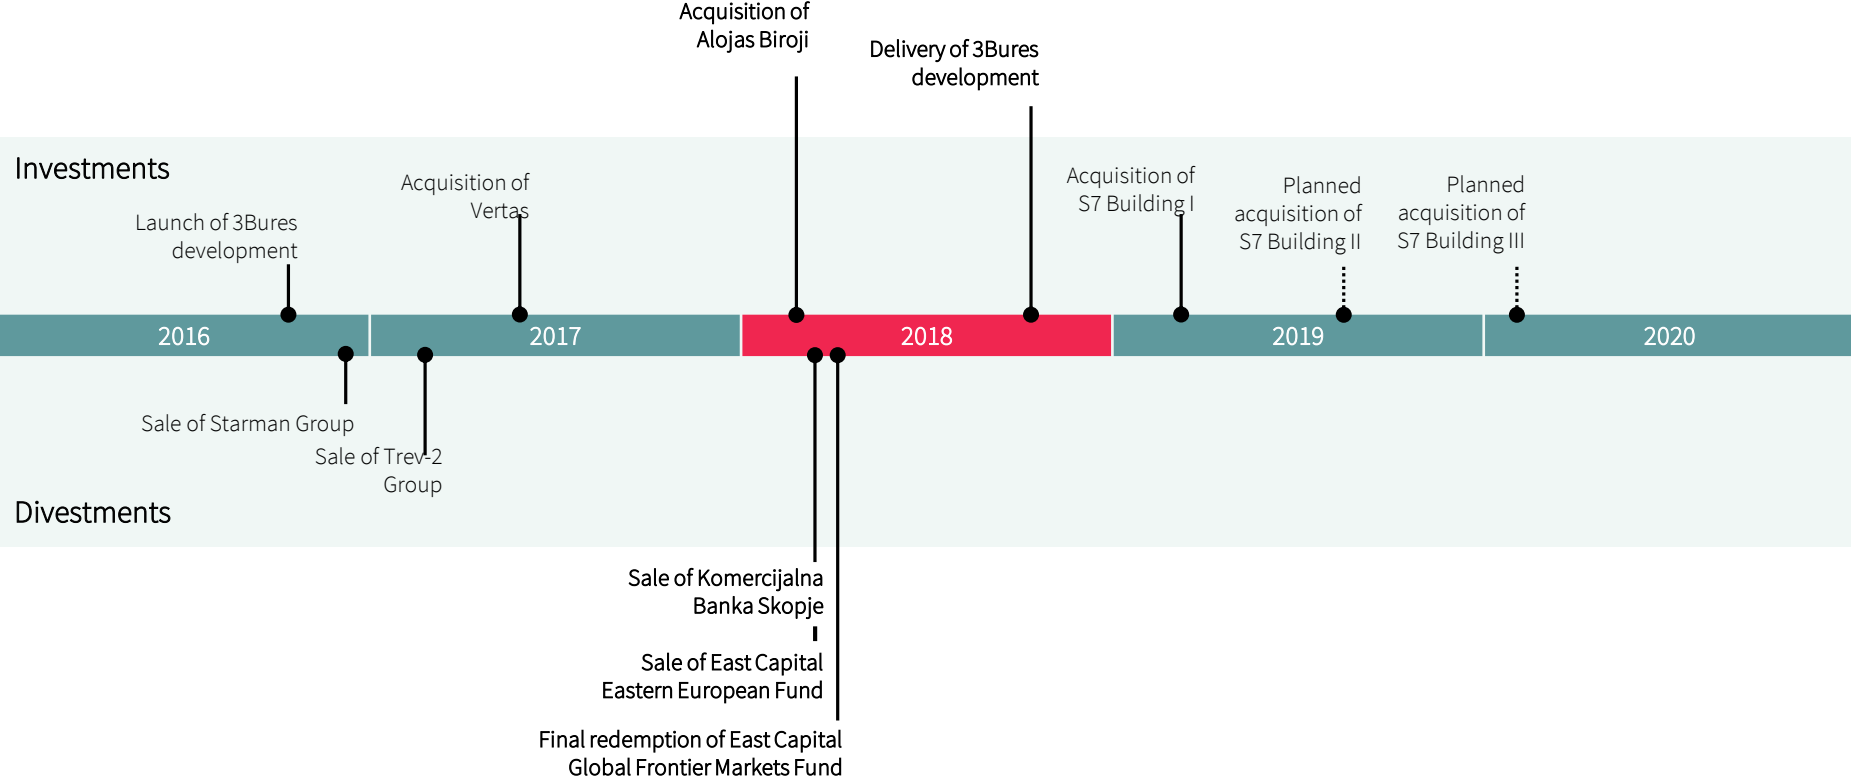 Acquisition of
Alojas Biroji
Delivery of 3Bures
development
Investments
Acquisition of
Vertas
Launch of 3Bures
development
Acquisition of
S7 Building I
Planned
acquisition of
S7 Building II
Planned
acquisition of
S7 Building III
2016
2017
2018
2019
2020
Sale of Starman Group
Sale of Trev-2
Group
Divestments
Sale of Komercijalna
Banka Skopje
Sale of East Capital
Eastern European Fund
Final redemption of East Capital
Global Frontier Markets Fund